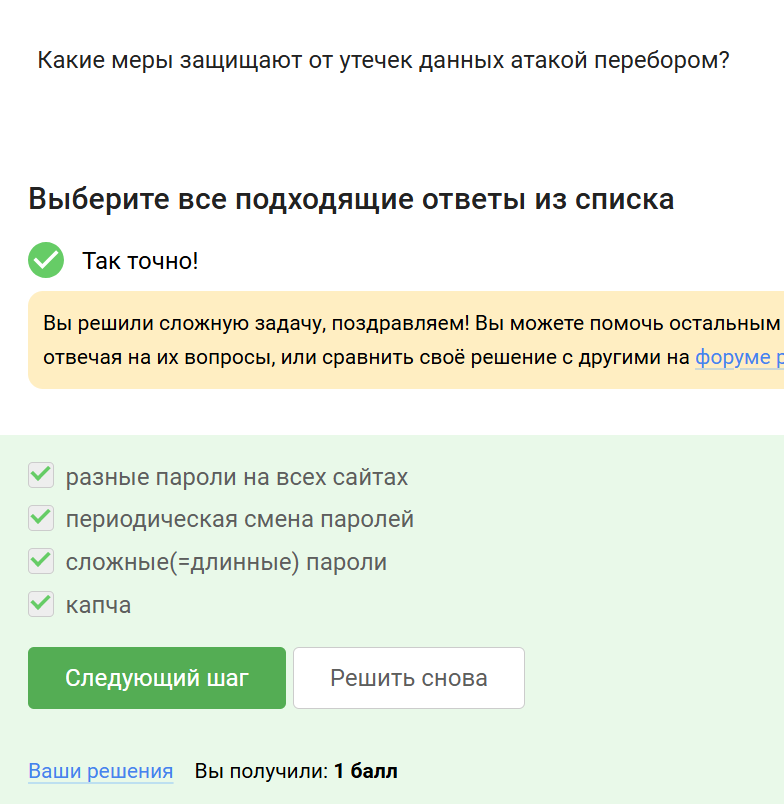 Какие меры защищают от утечек данных атакой перебором?
Выберите все подходящие ответы из списка
Так точно!
Вы решили сложную задачу, поздравляем! Вы можете помочь остальным
отвечая на их вопросы, или сравнить своё решение с другими на форуме
разные пароли на всех сайтах
периодическая смена паролей
сложные(=длинные) пароли
капча
Следующий шаг Решить снова
Ваши решения Вы получили: 1 балл